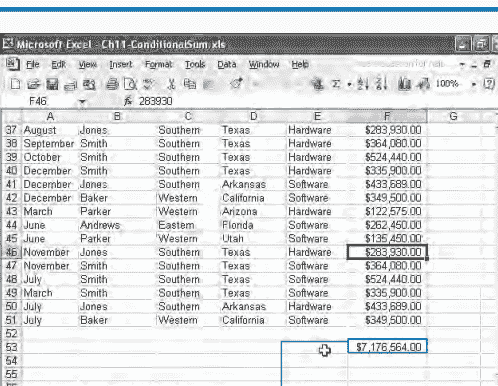 Microsoft Excel - Ch11-ConditionalSum.xls
File Edit View Insert Format Tools Data Window Help
100%
F46 fx 283930
A B C D E F G
37 August Jones Southern Texas Hardware $283,930.00
38 September Smith Southern Texas Hardware $364,080.00
39 October Smith Southern Texas Hardware $524,440.00
40 December Smith Southern Texas Hardware $335,900.00
41 December Jones Southern Arkansas Software $433,689.00
42 December Baker Western California Software $349,500.00
43 March Parker Western Arizona Hardware $122,575.00
44 June Andrews Eastern Florida Software $262,450.00
45 June Parker Western Utah Software $135,450.00
46 November Jones Southern Texas Hardware $283,930.00
47 November Smith Southern Texas Software $364,080.00
48 July Smith Southern Texas Software $524,440.00
49 March Smith Southern Texas Software $335,900.00
50 July Jones Southern Arkansas Hardware $433,689.00
51 July Baker Western California Software $349,500.00
52
53 $7,176,564.00
54
55